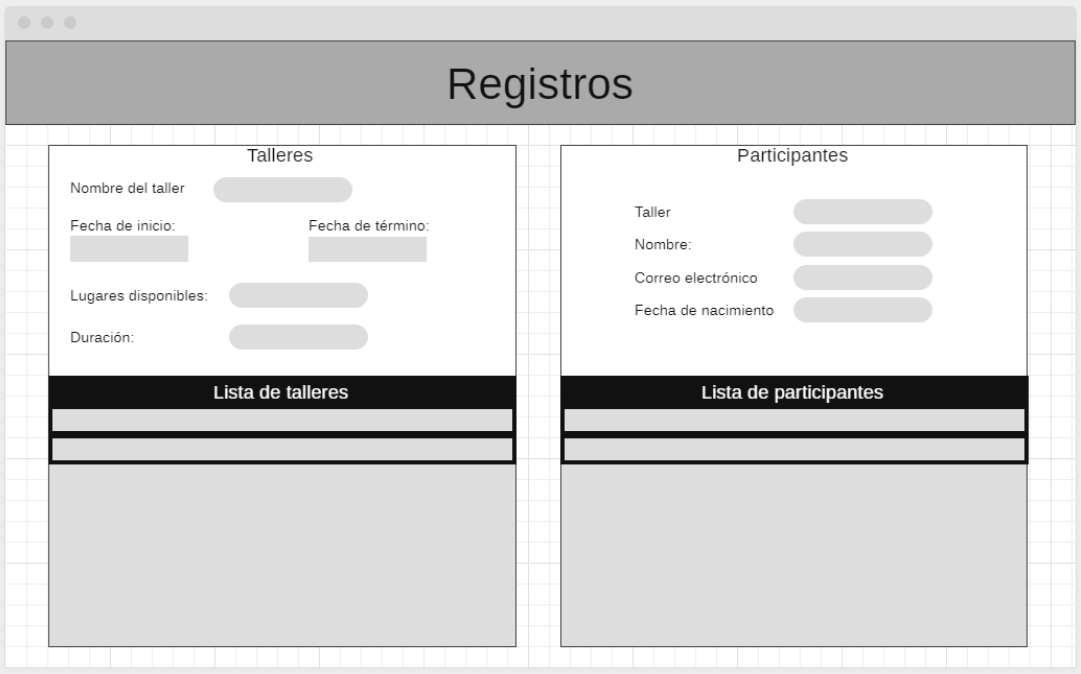 Registros
Talleres
Nombre del taller
Fecha de inicio:
Fecha de término:
Lugares disponibles:
Duración:
Lista de talleres
Participantes
Taller
Nombre:
Correo electrónico
Fecha de nacimiento
Lista de participantes